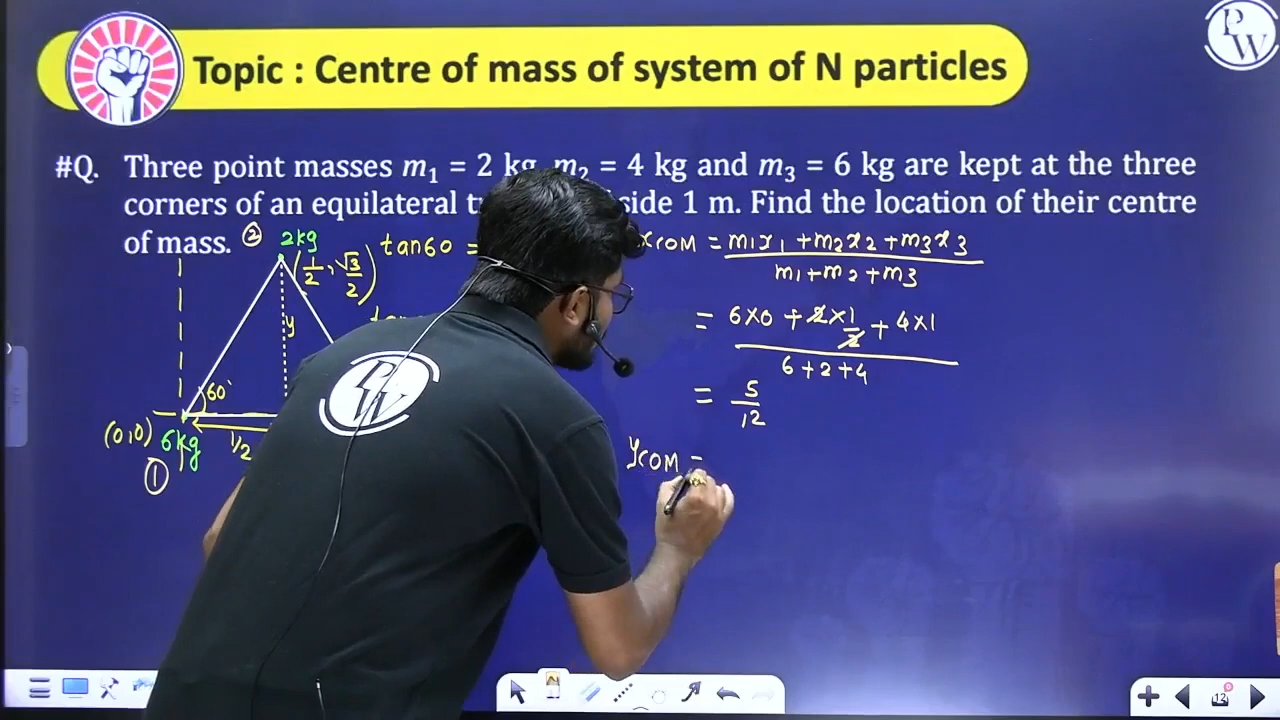 Topic : Centre of mass of system of N particles
PW
#Q. Three point masses m₁ = 2 kg, m₂ = 4 kg and m₃ = 6 kg are kept at the three
corners of an equilateral side 1 m. Find the location of their centre
of mass.
② 2kg
(1/2, √3/2)
tan60 =
y
60°
(0,0) 6kg
1/2
①
xCOM = m₁x₁ + m₂x₂ + m₃x₃ / m₁ + m₂ + m₃
= 6×0 + 2×1/2 + 4×1 / 6+2+4
= 5/12
yCOM =
PW
12